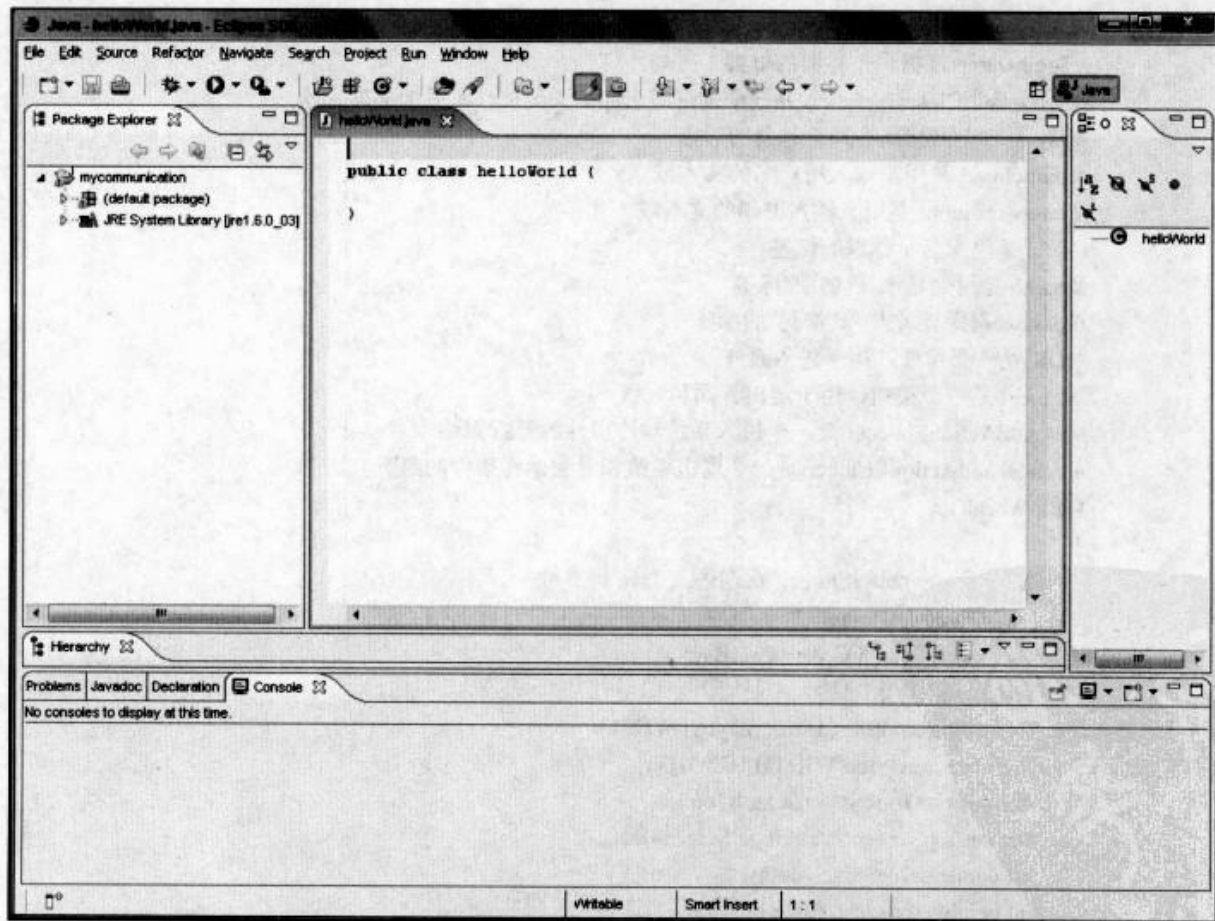 Java - helloWorld.java - Eclipse SDK
File Edit Source Refactor Navigate Search Project Run Window Help
Java
Package Explorer
helloWorld.java
mycommunication
(default package)
JRE System Library [jre1.6.0_03]
public class helloWorld {
}
helloWorld
Hierarchy
Problems Javadoc Declaration Console
No consoles to display at this time.
Writable Smart Insert 1 : 1